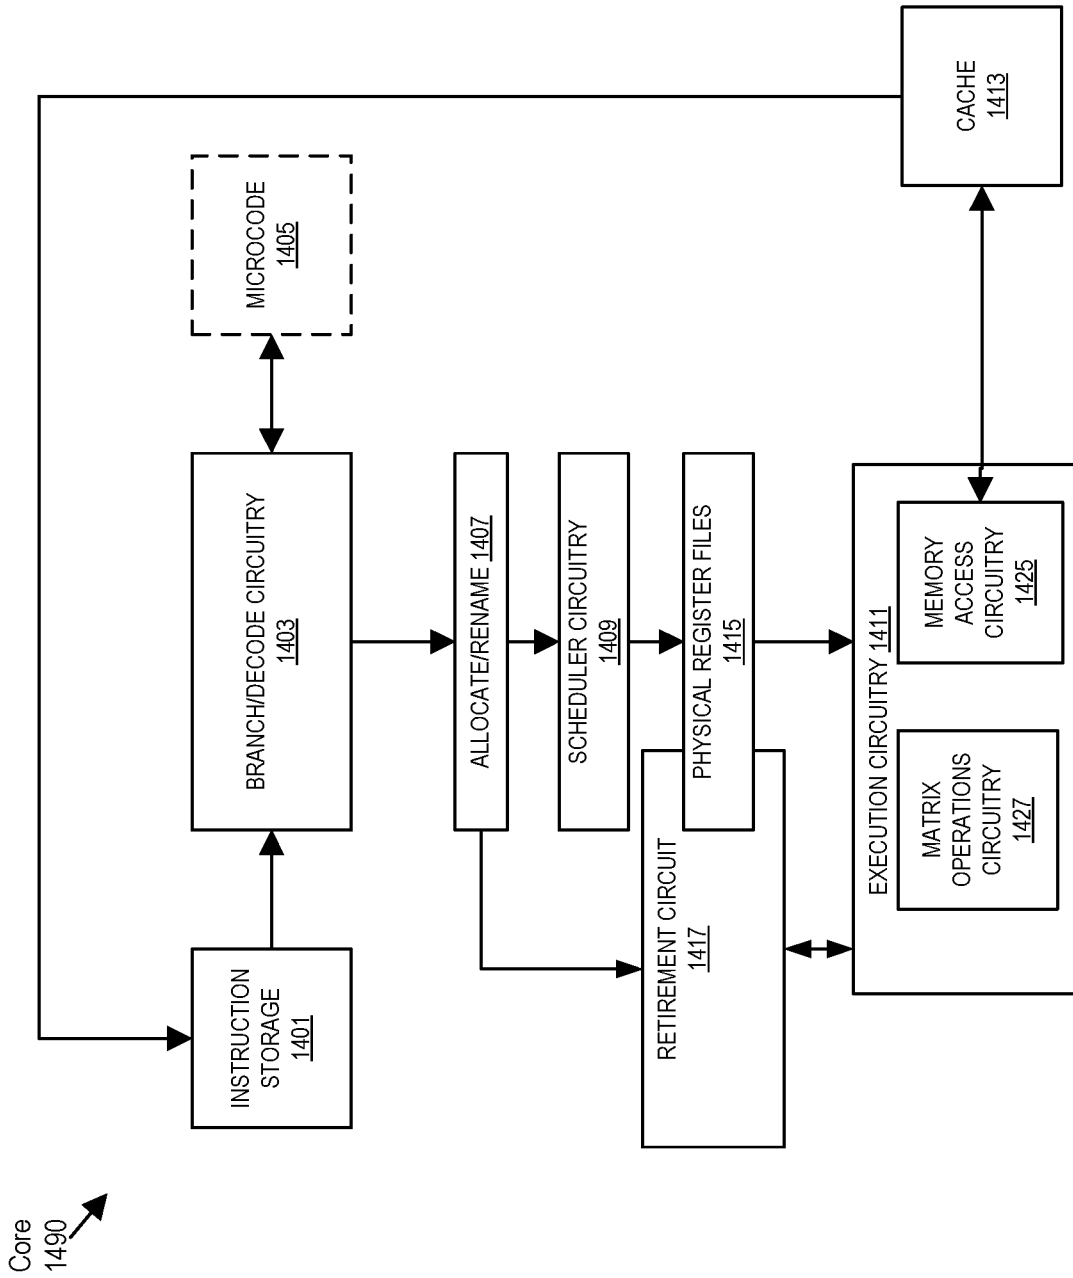 Core
1490
INSTRUCTION
STORAGE
1401
BRANCH/DECODE CIRCUITRY
1403
MICROCODE
1405
ALLOCATE/RENAME 1407
SCHEDULER CIRCUITRY
1409
PHYSICAL REGISTER FILES
1415
RETIREMENT CIRCUIT
1417
EXECUTION CIRCUITRY 1411
MATRIX
OPERATIONS
CIRCUITRY
1427
MEMORY
ACCESS
CIRCUITRY
1425
CACHE
1413